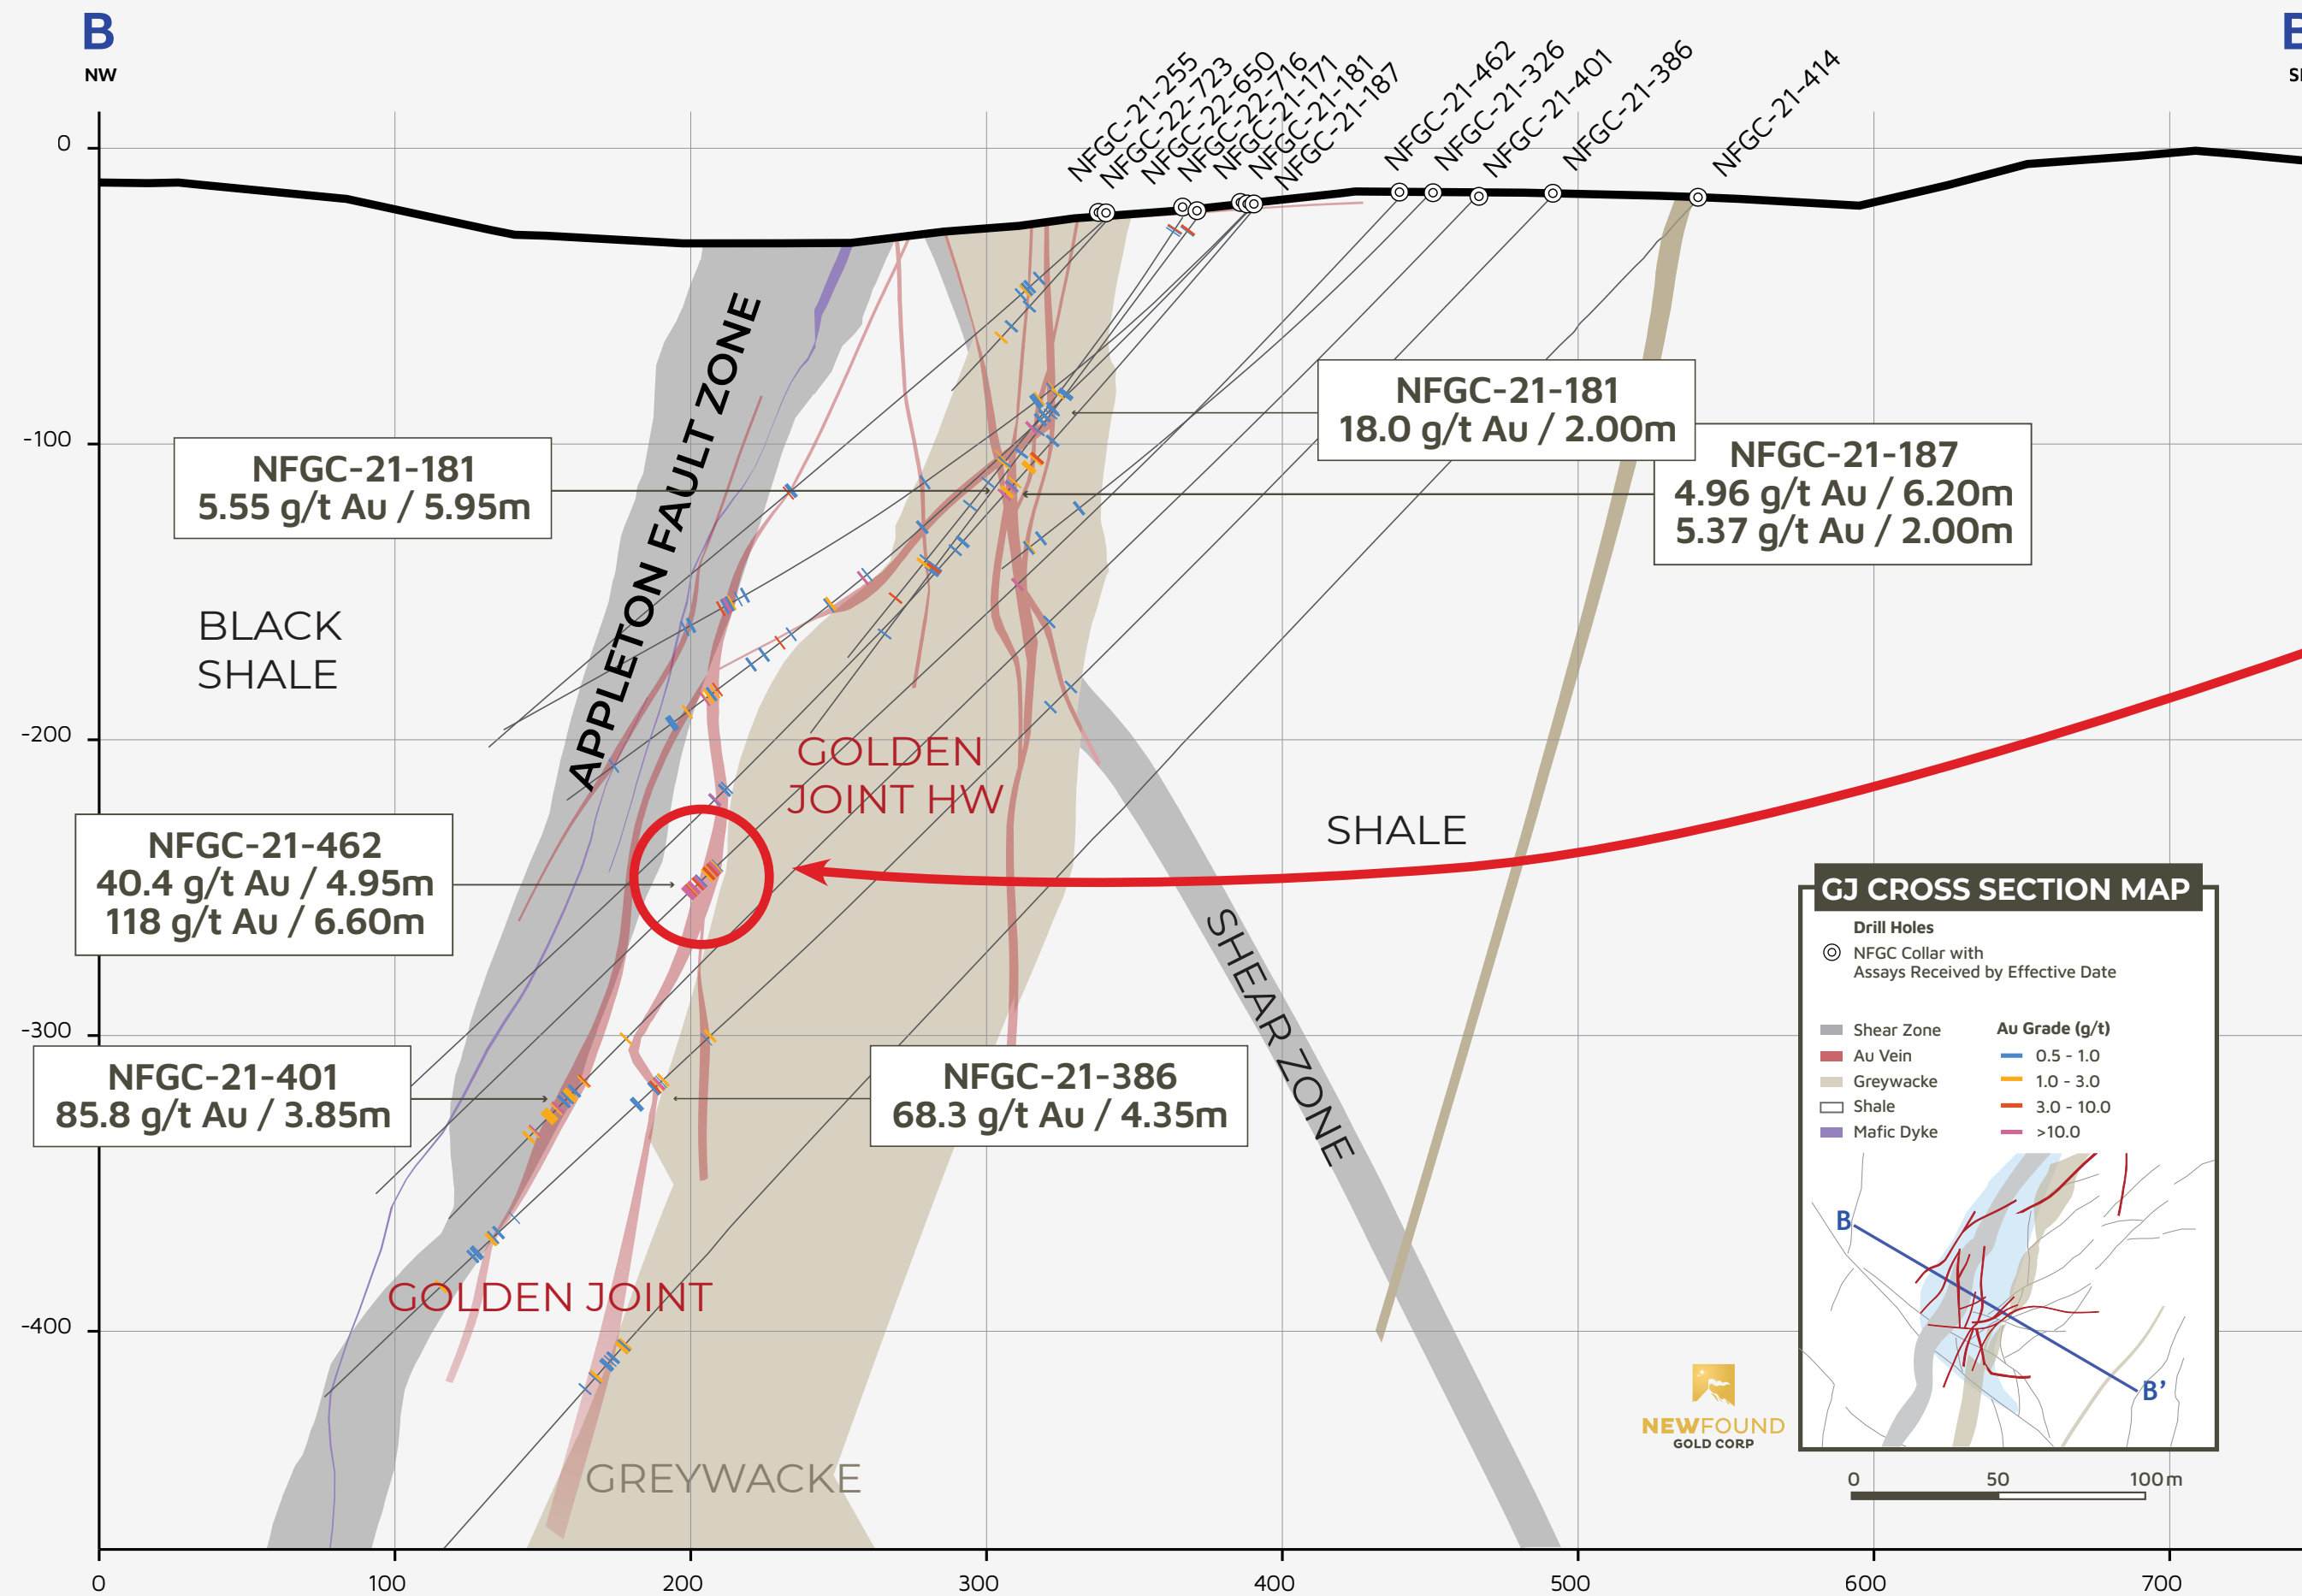 B
NW
NFGC-21-255
NFGC-22-723
NFGC-22-650
NFGC-22-716
NFGC-21-171
NFGC-21-181
NFGC-21-187
NFGC-21-462
NFGC-21-326
NFGC-21-401
NFGC-21-386
NFGC-21-414
0
-100
-200
-300
-400
APPLETON FAULT ZONE
NFGC-21-181
18.0 g/t Au / 2.00m
NFGC-21-187
4.96 g/t Au / 6.20m
5.37 g/t Au / 2.00m
NFGC-21-181
5.55 g/t Au / 5.95m
BLACK
SHALE
GOLDEN
JOINT HW
SHALE
NFGC-21-462
40.4 g/t Au / 4.95m
118 g/t Au / 6.60m
SHEAR ZONE
NFGC-21-401
85.8 g/t Au / 3.85m
NFGC-21-386
68.3 g/t Au / 4.35m
GOLDEN JOINT
GREYWACKE
GJ CROSS SECTION MAP
Drill Holes
NFGC Collar with
Assays Received by Effective Date
Shear Zone
Au Vein
Greywacke
Shale
Mafic Dyke
Au Grade (g/t)
0.5 - 1.0
1.0 - 3.0
3.0 - 10.0
>10.0
B
B'
NEWFOUND
GOLD CORP
0 50 100 m
0 100 200 300 400 500 600 700